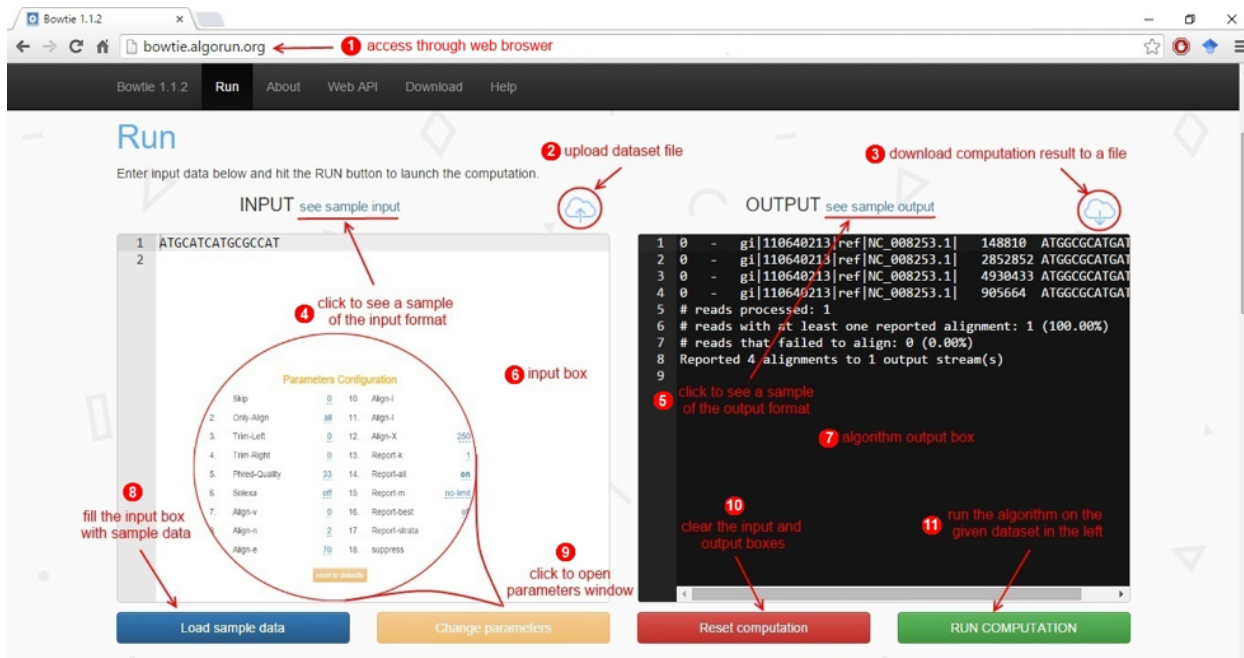 Bowtie 1.1.2
bowtie.algorun.org
1 access through web broswer
Bowtie 1.1.2 Run About Web API Download Help
Run
2 upload dataset file
3 download computation result to a file
Enter input data below and hit the RUN button to launch the computation.
INPUT see sample input
OUTPUT see sample output
1 ATGCATCATGCGCCAT
2
1 0 - gi|110640213|ref|NC_008253.1| 148810 ATGGCGCATGAT
2 0 - gi|110640213|ref|NC_008253.1| 2852852 ATGGCGCATGAT
3 0 - gi|110640213|ref|NC_008253.1| 4930433 ATGGCGCATGAT
4 0 - gi|110640213|ref|NC_008253.1| 905664 ATGGCGCATGAT
5 # reads processed: 1
6 # reads with at least one reported alignment: 1 (100.00%)
7 # reads that failed to align: 0 (0.00%)
8 Reported 4 alignments to 1 output stream(s)
9
4 click to see a sample
of the input format
5 click to see a sample
of the output format
6 input box
7 algorithm output box
Parameters Configuration
Skip 0 10. Align-I
2. Only-Align all 11. Align-I
3. Trim-Left 0 12. Align-X 250
4. Trim-Right 0 13. Report-k 1
5. Phred-Quality 33 14. Report-all on
6. Solexa off 15. Report-m no-limit
7. Align-v 0 16. Report-best
Align-n 2 17. Report-strata
Align-e 70 18. suppress
reset to defaults
8
fill the input box
with sample data
9
click to open
parameters window
10
clear the input and
output boxes
11 run the algorithm on the
given dataset in the left
Load sample data
Change parameters
Reset computation
RUN COMPUTATION